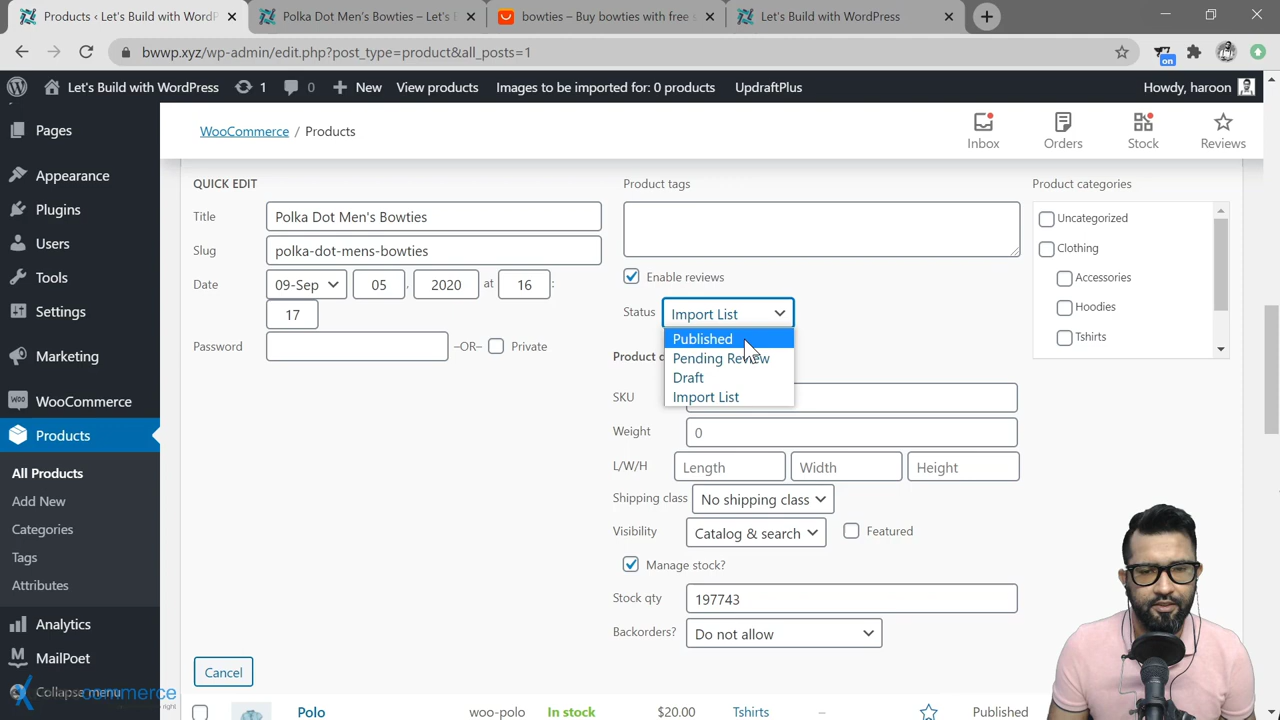 Products ‹ Let's Build with WordP
Polka Dot Men's Bowties – Let's B
bowties – Buy bowties with free s
Let's Build with WordPress
bwwp.xyz/wp-admin/edit.php?post_type=product&all_posts=1
on
Let's Build with WordPress
1
0
New
View products
Images to be imported for: 0 products
UpdraftPlus
Howdy, haroon
Pages
Appearance
Plugins
Users
Tools
Settings
Marketing
WooCommerce
Products
All Products
Add New
Categories
Tags
Attributes
Analytics
MailPoet
Collapse menu
commerce
WooCommerce / Products
Inbox
Orders
Stock
Reviews
QUICK EDIT
Title
Polka Dot Men's Bowties
Slug
polka-dot-mens-bowties
Date
09-Sep
05
,
2020
at
16
:
17
Password
–OR–
Private
Product tags
Enable reviews
Status
Import List
Published
Pending Review
Draft
Import List
SKU
Weight
0
L/W/H
Length
Width
Height
Shipping class
No shipping class
Visibility
Catalog & search
Featured
Manage stock?
Stock qty
197743
Backorders?
Do not allow
Product categories
Uncategorized
Clothing
Accessories
Hoodies
Tshirts
Cancel
Polo
woo-polo
In stock
$20.00
Tshirts
–
Published